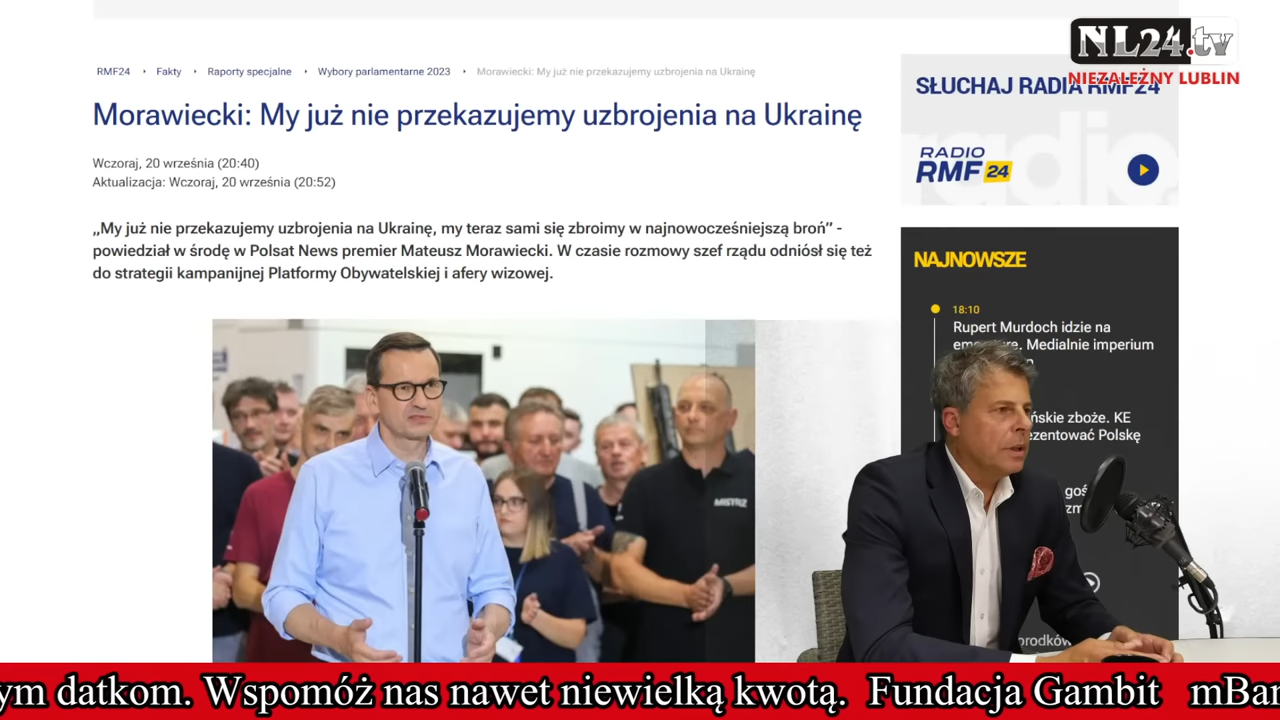 NL24.tv
NIEZALEŻNY LUBLIN
RMF24 › Fakty › Raporty specjalne › Wybory parlamentarne 2023 › Morawiecki: My już nie przekazujemy uzbrojenia na Ukrainę
Morawiecki: My już nie przekazujemy uzbrojenia na Ukrainę
Wczoraj, 20 września (20:40)
Aktualizacja: Wczoraj, 20 września (20:52)
„My już nie przekazujemy uzbrojenia na Ukrainę, my teraz sami się zbroimy w najnowocześniejszą broń” -
powiedział w środę w Polsat News premier Mateusz Morawiecki. W czasie rozmowy szef rządu odniósł się też
do strategii kampanijnej Platformy Obywatelskiej i afery wizowej.
MISTRZ
SŁUCHAJ RADIA RMF24
radio
RADIO
RMF 24
NAJNOWSZE
18:10
Rupert Murdoch idzie na
Medialnie imperium
zboże. KE
Polskę
ym datkom. Wspomóż nas nawet niewielką kwotą. Fundacja Gambit mBan